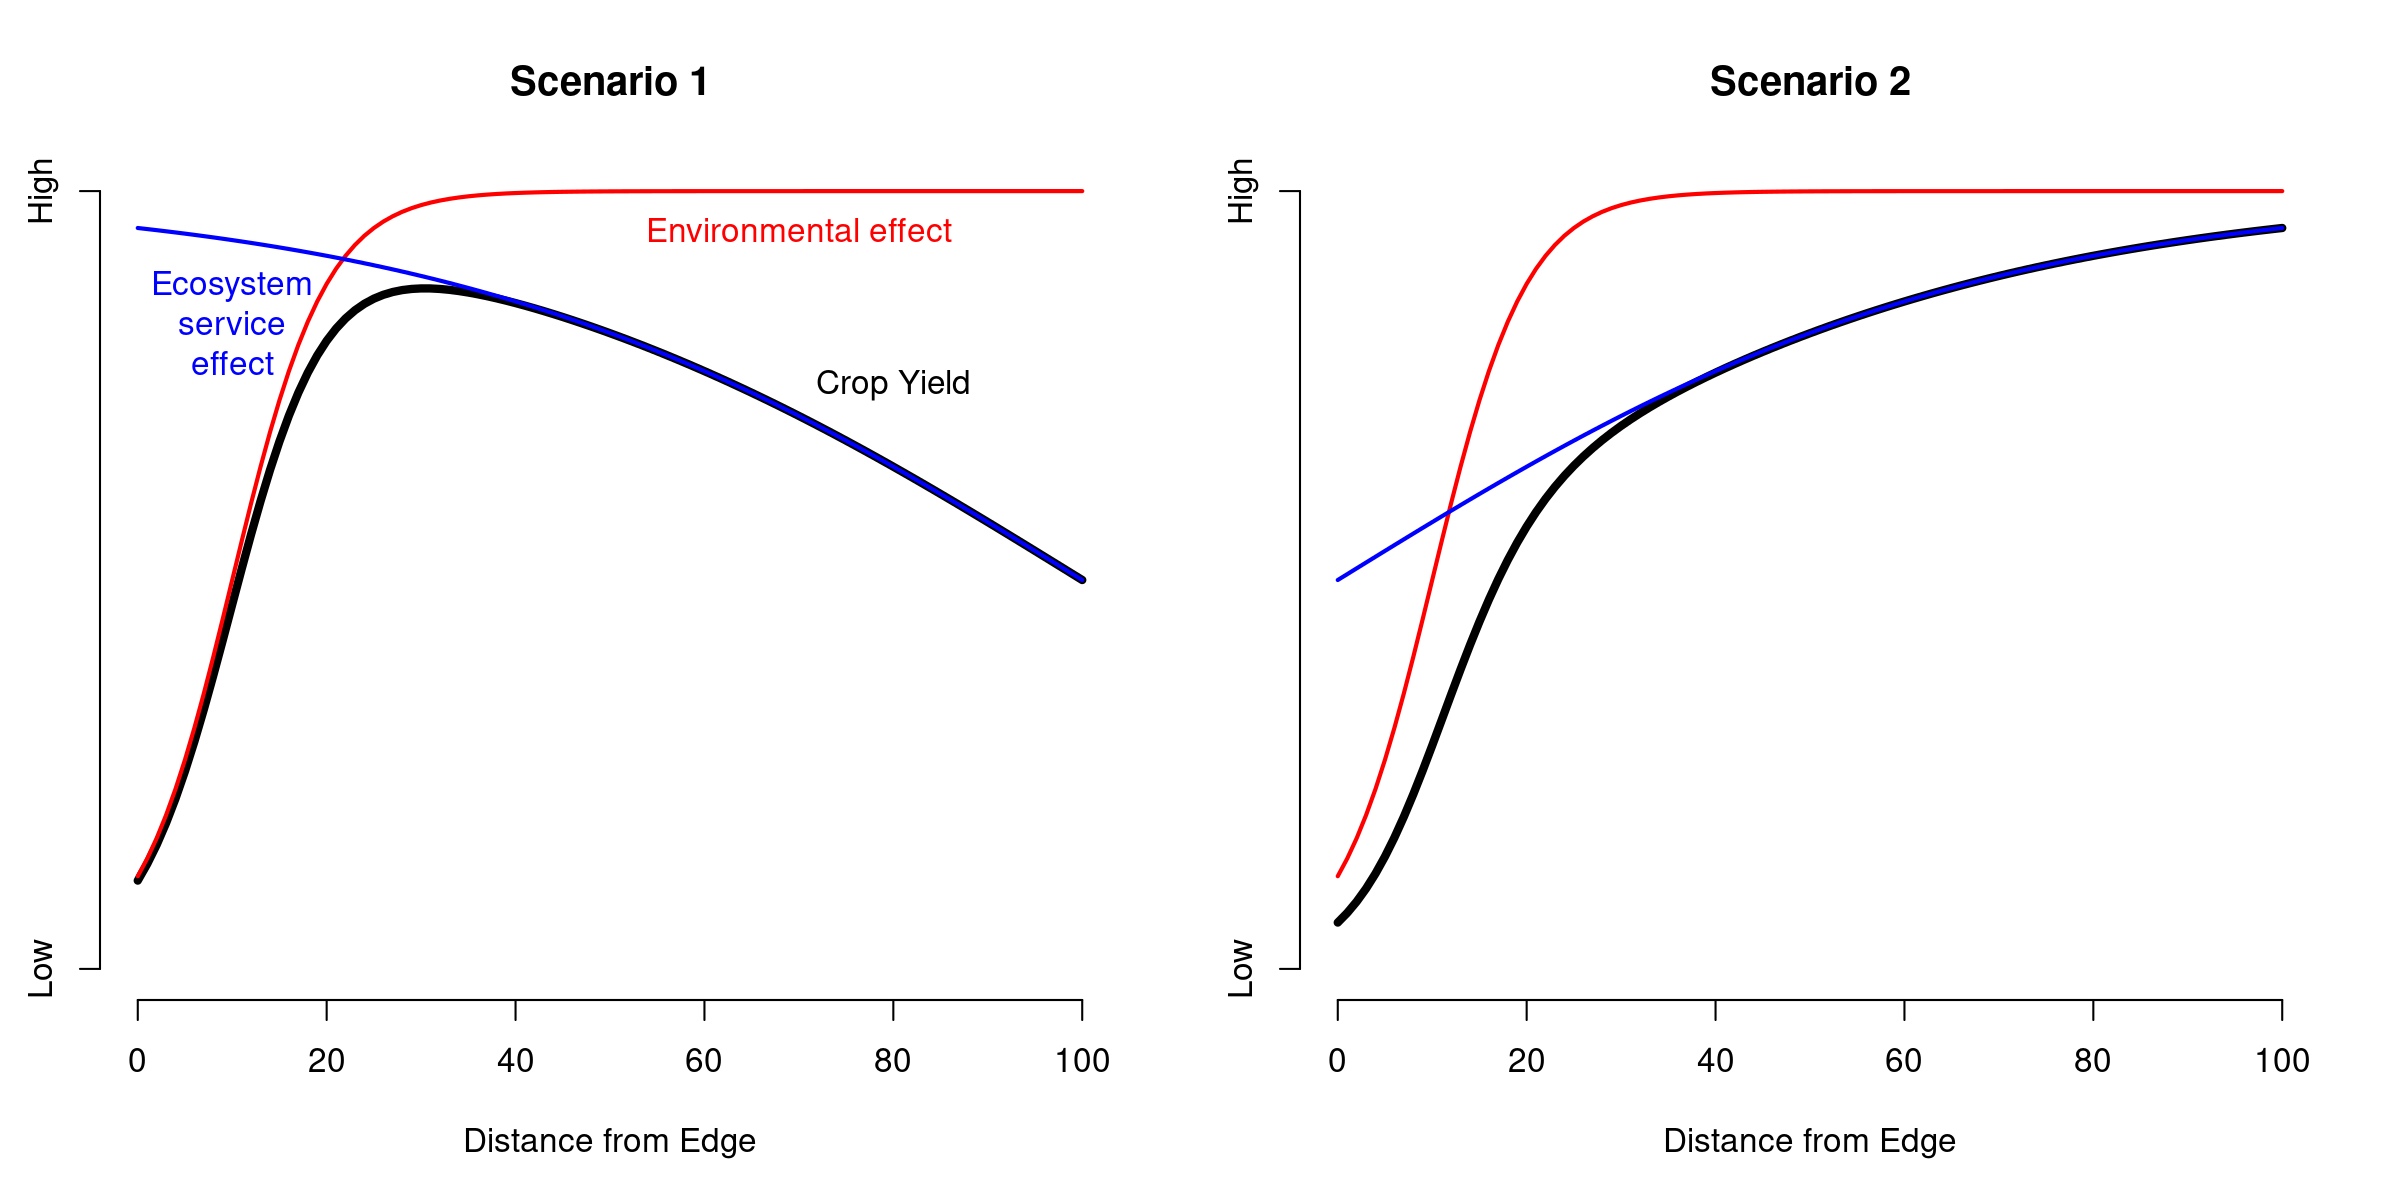 Scenario 1
High
Low
Environmental effect
Ecosystem
service
effect
Crop Yield
0 20 40 60 80 100
Distance from Edge
Scenario 2
High
Low
0 20 40 60 80 100
Distance from Edge